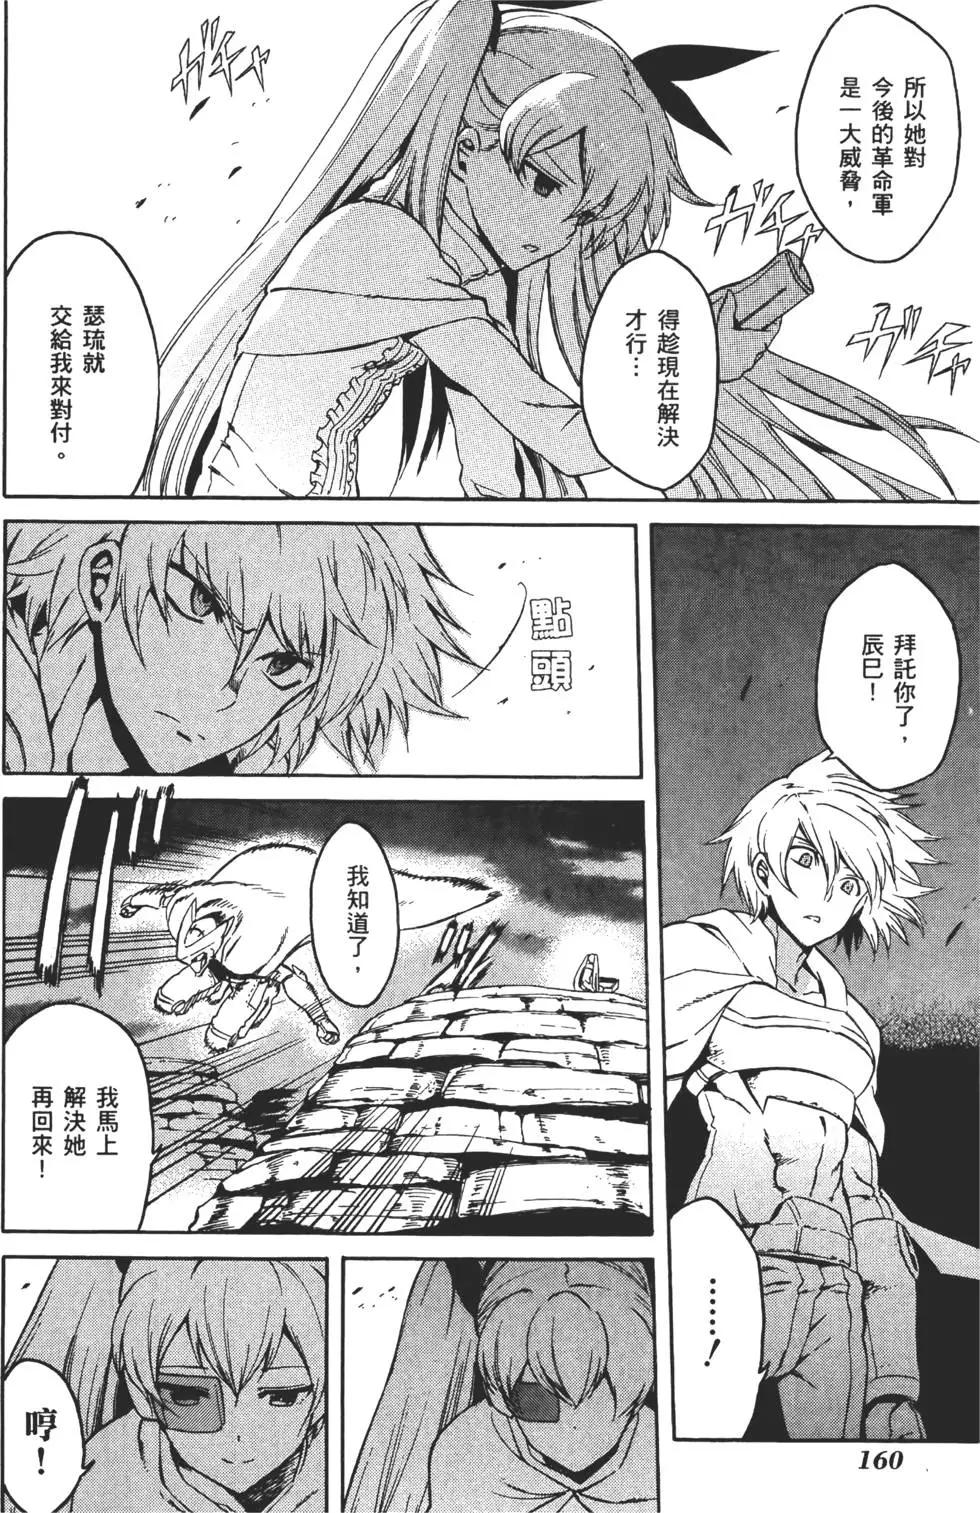 所以她對
今後的革命軍
是一大威脅，
得趁現在解決
才行…
瑟琉就
交給我來對付。
ガチャ
ガチャ
ガチャ
拜託你了，
辰巳！
………！
點頭
我知道了，
我馬上
解決她
再回來！
哼！
160